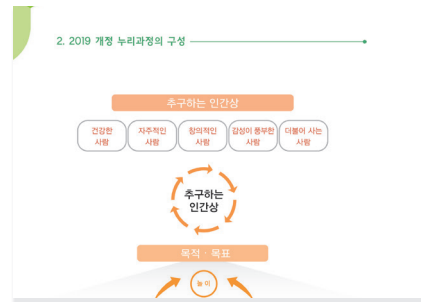 2. 2019 개정 누리과정의 구성
추구하는 인간상
건강한 사람
자주적인 사람
창의적인 사람
감성이 풍부한 사람
더불어 사는 사람
추구하는
인간상
목적 · 목표
놀이